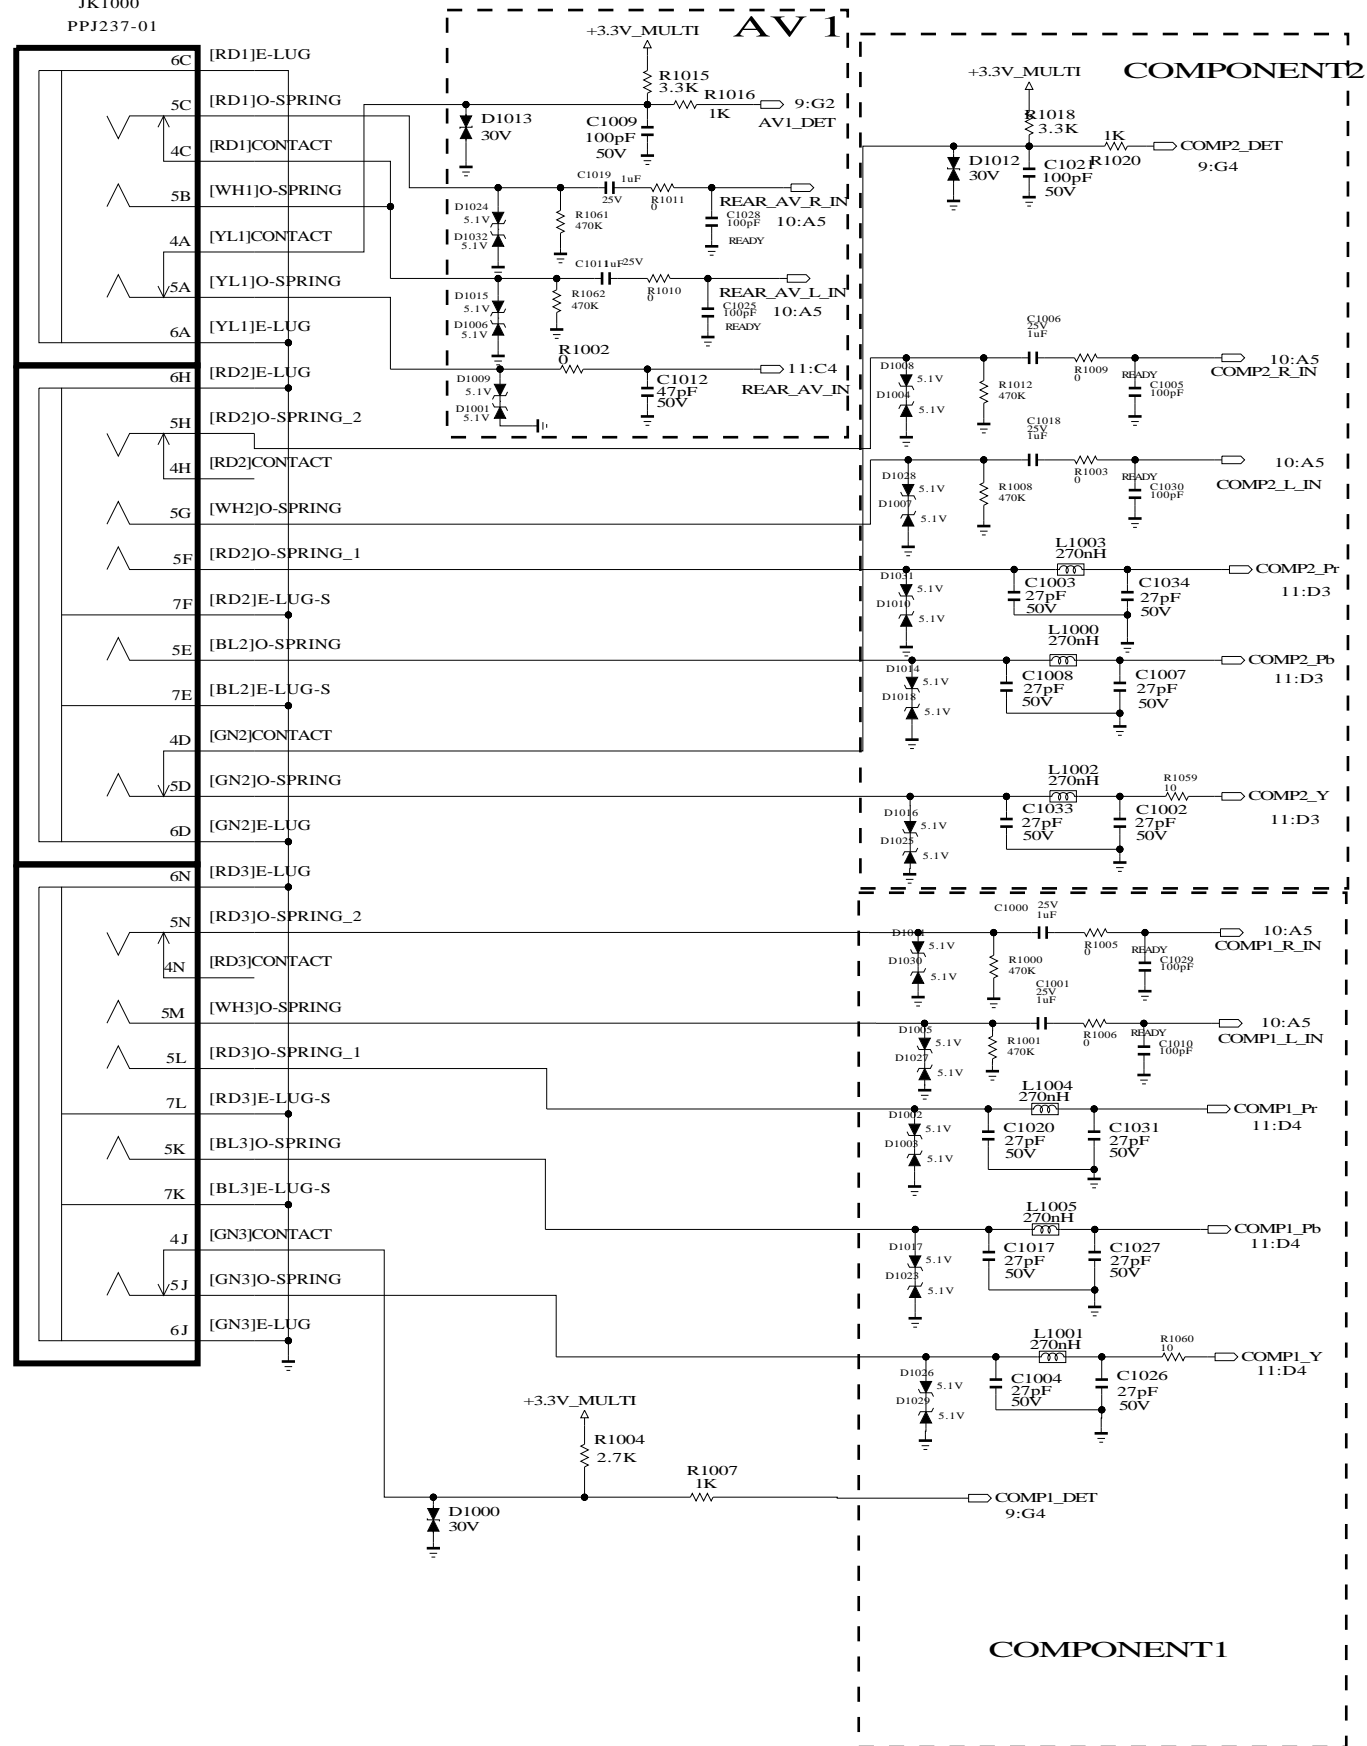 JK1000
PPJ237-01
6C [RD1]E-LUG
5C [RD1]O-SPRING
4C [RD1]CONTACT
5B [WH1]O-SPRING
4A [YL1]CONTACT
5A [YL1]O-SPRING
6A [YL1]E-LUG
6H [RD2]E-LUG
5H [RD2]O-SPRING_2
4H [RD2]CONTACT
5G [WH2]O-SPRING
5F [RD2]O-SPRING_1
7F [RD2]E-LUG-S
5E [BL2]O-SPRING
7E [BL2]E-LUG-S
4D [GN2]CONTACT
5D [GN2]O-SPRING
6D [GN2]E-LUG
6N [RD3]E-LUG
5N [RD3]O-SPRING_2
4N [RD3]CONTACT
5M [WH3]O-SPRING
5L [RD3]O-SPRING_1
7L [RD3]E-LUG-S
5K [BL3]O-SPRING
7K [BL3]E-LUG-S
4J [GN3]CONTACT
5J [GN3]O-SPRING
6J [GN3]E-LUG
AV 1
+3.3V_MULTI
R1015
3.3K
R1016
1K
9:G2
AV1_DET
D1013
30V
C1009
100pF
50V
C1019 1uF
25V
R1011
0
REAR_AV_R_IN
10:A5
D1024
5.1V
D1032
5.1V
R1061
470K
C1028
100pF
READY
C1011 1uF 25V
R1010
0
REAR_AV_L_IN
10:A5
D1015
5.1V
D1006
5.1V
R1062
470K
C1025
100pF
READY
R1002
0
11:C4
REAR_AV_IN
D1009
5.1V
D1001
5.1V
C1012
47pF
50V
COMPONENT2
+3.3V_MULTI
R1018
3.3K
1K
R1020
COMP2_DET
9:G4
D1012
30V
C1021
100pF
50V
C1006
25V
1uF
R1009
0
10:A5
COMP2_R_IN
D1008
5.1V
D1004
5.1V
R1012
470K
READY
C1005
100pF
C1018
25V
1uF
R1003
0
10:A5
COMP2_L_IN
D1028
5.1V
D1007
5.1V
R1008
470K
READY
C1030
100pF
L1003
270nH
COMP2_Pr
11:D3
D1031
5.1V
D1010
5.1V
C1003
27pF
50V
C1034
27pF
50V
L1000
270nH
COMP2_Pb
11:D3
D1014
5.1V
D1018
5.1V
C1008
27pF
50V
C1007
27pF
50V
L1002
270nH
R1059
10
COMP2_Y
11:D3
D1016
5.1V
D1025
5.1V
C1033
27pF
50V
C1002
27pF
50V
C1000
25V
1uF
R1005
0
10:A5
COMP1_R_IN
5.1V
D1030
5.1V
R1000
470K
READY
C1029
100pF
C1001
25V
1uF
R1006
0
10:A5
COMP1_L_IN
D1005
5.1V
D1027
5.1V
R1001
470K
READY
C1010
100pF
L1004
270nH
COMP1_Pr
11:D4
D1002
5.1V
D1003
5.1V
C1020
27pF
50V
C1031
27pF
50V
L1005
270nH
COMP1_Pb
11:D4
D1017
5.1V
D1023
5.1V
C1017
27pF
50V
C1027
27pF
50V
L1001
270nH
R1060
10
COMP1_Y
11:D4
D1026
5.1V
D1029
5.1V
C1004
27pF
50V
C1026
27pF
50V
+3.3V_MULTI
R1004
2.7K
R1007
1K
COMP1_DET
9:G4
D1000
30V
COMPONENT1